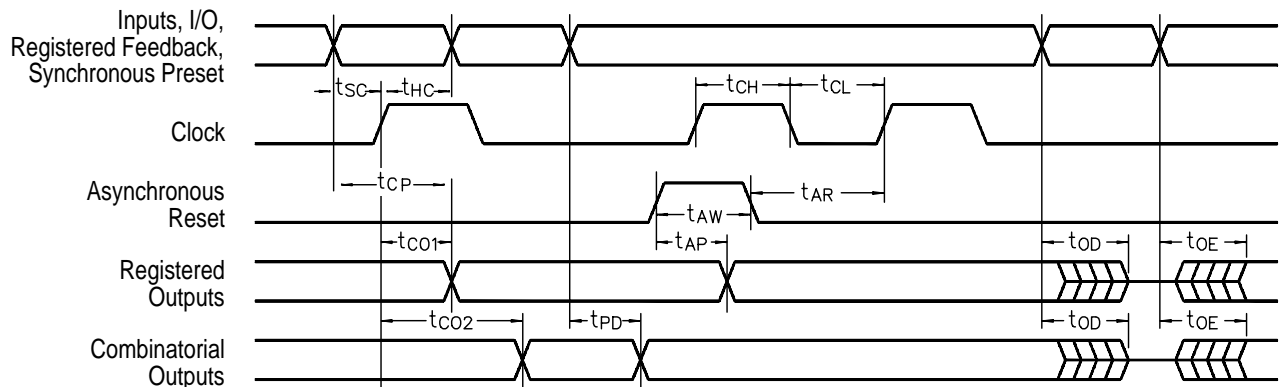 Inputs, I/O,
Registered Feedback,
Synchronous Preset
tSC
tHC
tCH
tCL
Clock
tCP
Asynchronous
Reset
tAW
tAR
tCO1
tAP
tOD
tOE
Registered
Outputs
tCO2
tPD
tOD
tOE
Combinatorial
Outputs